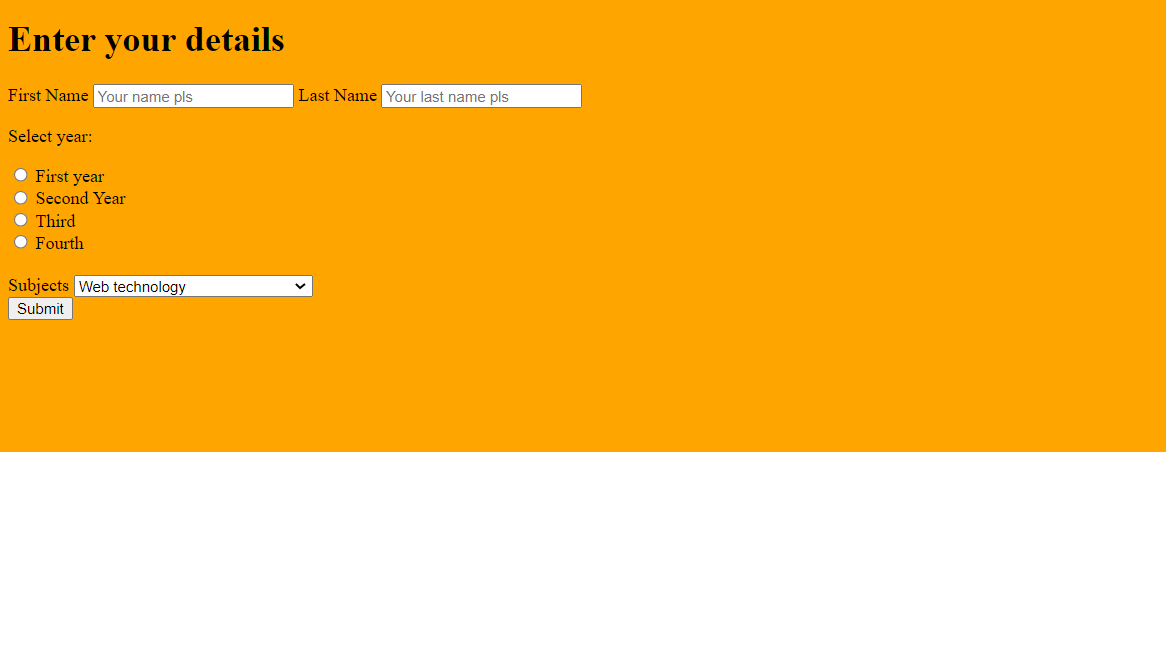 Enter your details
First Name Your name pls Last Name Your last name pls
Select year:
First year
Second Year
Third
Fourth
Subjects Web technology
Submit